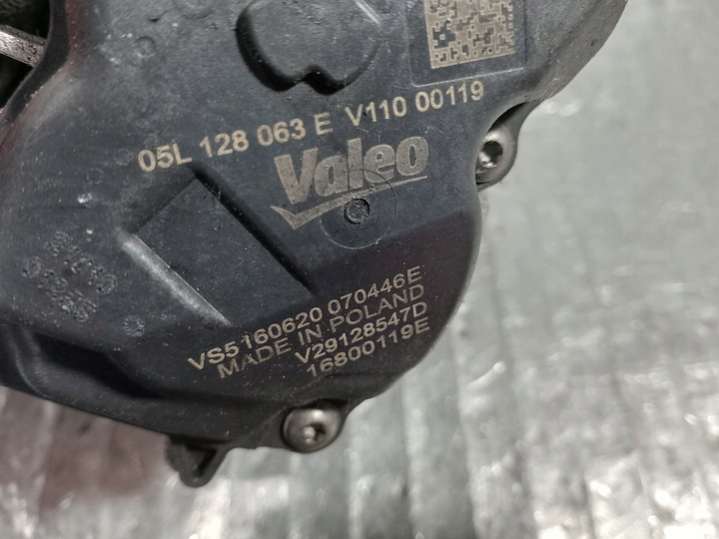 05L 128 063 E V110 00119
Valeo
VS5160620 070446E
MADE IN POLAND
V29128547D
16800119E